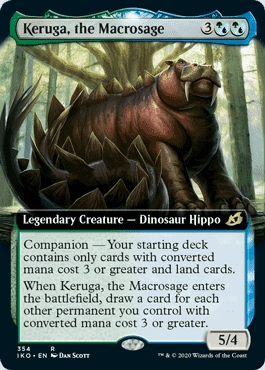 Keruga, the Macrosage 3
Legendary Creature — Dinosaur Hippo
Companion — Your starting deck
contains only cards with converted
mana cost 3 or greater and land cards.
When Keruga, the Macrosage enters
the battlefield, draw a card for each
other permanent you control with
converted mana cost 3 or greater.
5/4
354 R
IKO • EN DAN SCOTT
™ & © 2020 Wizards of the Coast